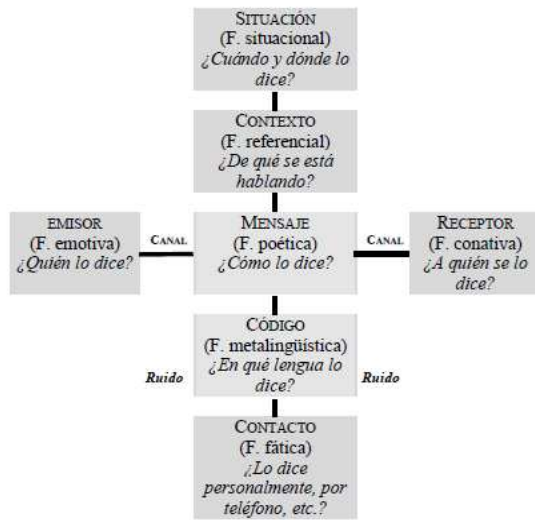 SITUACIÓN
(F. situacional)
¿Cuándo y dónde lo
dice?
CONTEXTO
(F. referencial)
¿De qué se está
hablando?
EMISOR
(F. emotiva)
¿Quién lo dice?
CANAL
MENSAJE
(F. poética)
¿Cómo lo dice?
CANAL
RECEPTOR
(F. conativa)
¿A quién se lo
dice?
CÓDIGO
(F. metalingüística)
¿En qué lengua lo
dice?
Ruido
Ruido
CONTACTO
(F. fática)
¿Lo dice
personalmente, por
teléfono, etc.?